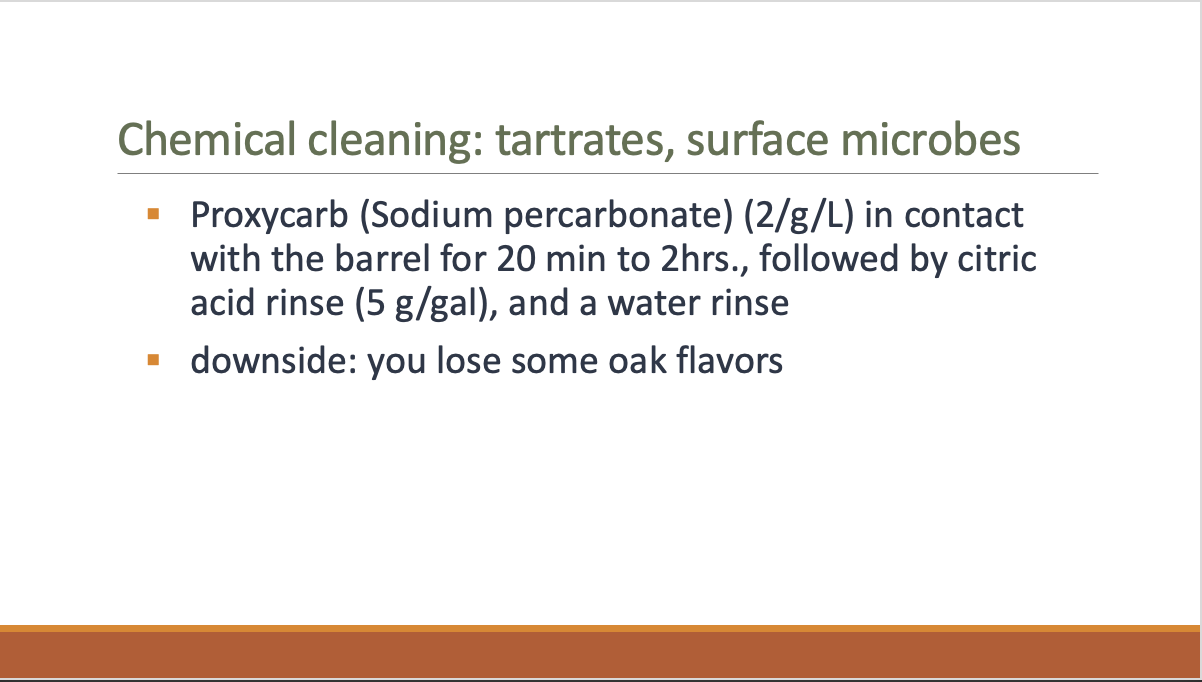 Chemical cleaning: tartrates, surface microbes
Proxycarb (Sodium percarbonate) (2/g/L) in contact
with the barrel for 20 min to 2hrs., followed by citric
acid rinse (5 g/gal), and a water rinse
downside: you lose some oak flavors